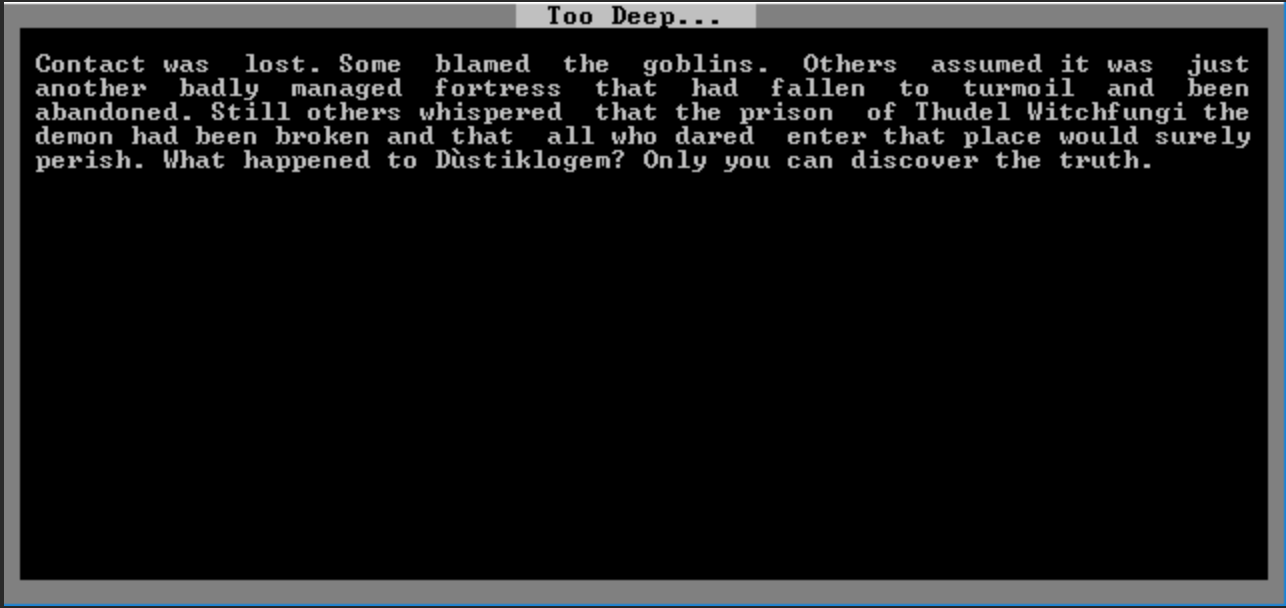 Too Deep...
Contact was lost. Some blamed the goblins. Others assumed it was just
another badly managed fortress that had fallen to turmoil and been
abandoned. Still others whispered that the prison of Thudel Witchfungi the
demon had been broken and that all who dared enter that place would surely
perish. What happened to Dùstiklogem? Only you can discover the truth.